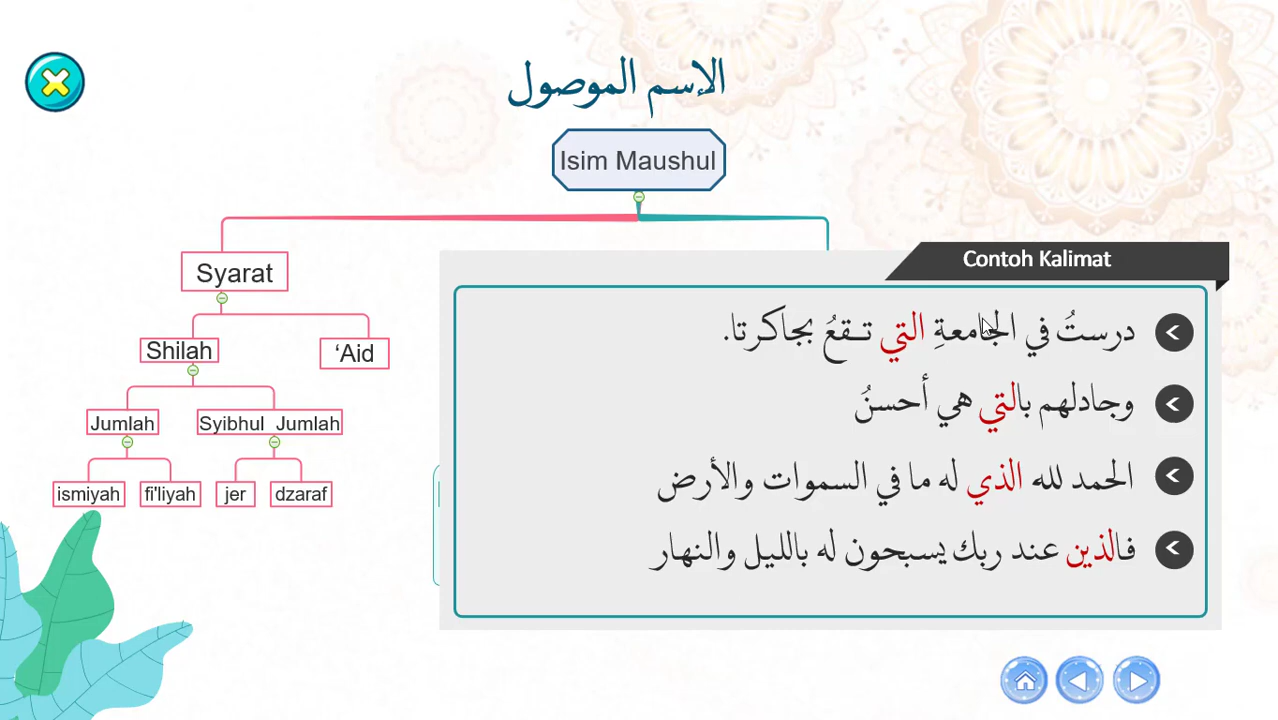 الإسم الموصول
Isim Maushul
Syarat
Shilah
‘Aid
Jumlah
Syibhul Jumlah
ismiyah
fi'liyah
jer
dzaraf
Contoh Kalimat
درستُ في الجامعةِ التي تـقعُ بجاكرتا.
وجادلهم بالتي هي أحسنُ
الحمد لله الذي له ما في السموات والأرض
فالذين عند ربك يسبحون له بالليل والنهار